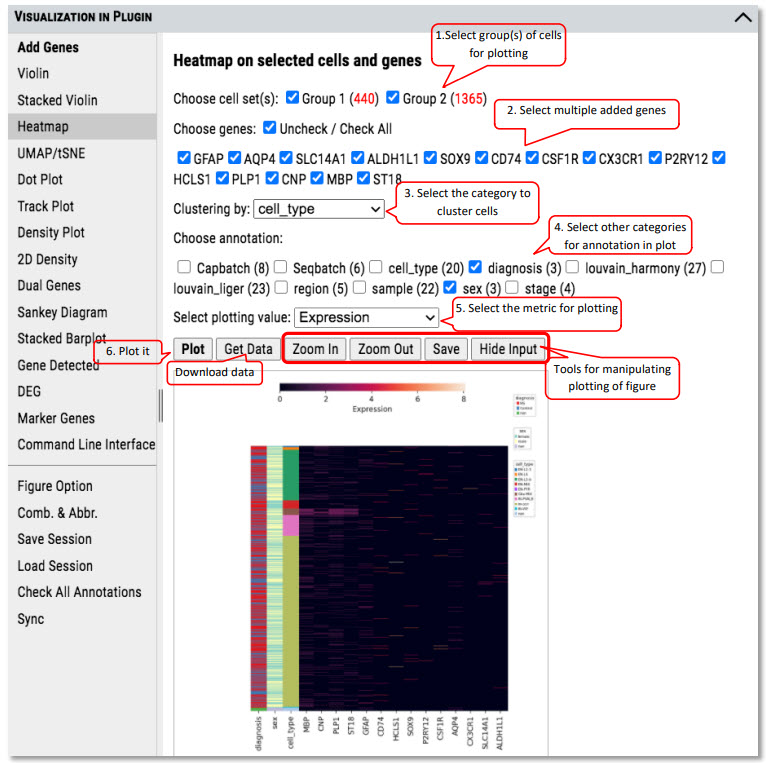 VISUALIZATION IN PLUGIN
Add Genes
Violin
Stacked Violin
Heatmap
UMAP/tSNE
Dot Plot
Track Plot
Density Plot
2D Density
Dual Genes
Sankey Diagram
Stacked Barplot
Gene Detected
DEG
Marker Genes
Command Line Interface
Figure Option
Comb. & Abbr.
Save Session
Load Session
Check All Annotations
Sync
1.Select group(s) of cells
for plotting
Heatmap on selected cells and genes
Choose cell set(s): Group 1 (440) Group 2 (1365)
2. Select multiple added genes
Choose genes: Uncheck / Check All
GFAP AQP4 SLC14A1 ALDH1L1 SOX9 CD74 CSF1R CX3CR1 P2RY12
HCLS1 PLP1 CNP MBP ST18
3. Select the category to
cluster cells
Clustering by: cell_type
4. Select other categories
for annotation in plot
Choose annotation:
Capbatch (8) Seqbatch (6) cell_type (20) diagnosis (3) louvain_harmony (27)
louvain_liger (23) region (5) sample (22) sex (3) stage (4)
5. Select the metric for plotting
Select plotting value: Expression
6. Plot it
Plot Get Data Zoom In Zoom Out Save Hide Input
Download data
Tools for manipulating
plotting of figure
0 2 4 6 8
Expression
diagnosis
cell_type
diagnosis sex cell_type MBP CNP PLP1 ST18 GFAP CD74 HCLS1 SOX9 P2RY12 CSF1R AQP4 CX3CR1 SLC14A1 ALDH1L1